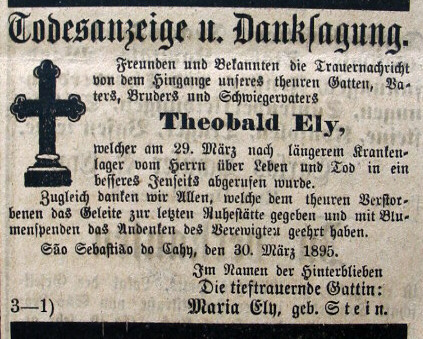 Todesanzeige u. Danksagung.
Freunden und Bekannten die Trauernachricht
von dem Hingange unseres theuren Gatten, Va-
ters, Bruders und Schwiegervaters
Theobald Ely,
welcher am 29. März nach längerem Kranken-
lager vom Herrn über Leben und Tod in ein
besseres Jenseits abgerufen wurde.
Zugleich danken wir Allen, welche dem theuren Verstor-
benen das Geleite zur letzten Ruhestätte gegeben und mit Blu-
menspenden das Andenken des Verewigten geehrt haben.
São Sebastião do Cahy, den 30. März 1895.
Im Namen der Hinterblieben
Die tieftrauernde Gattin:
3—1) Maria Ely, geb. Stein.